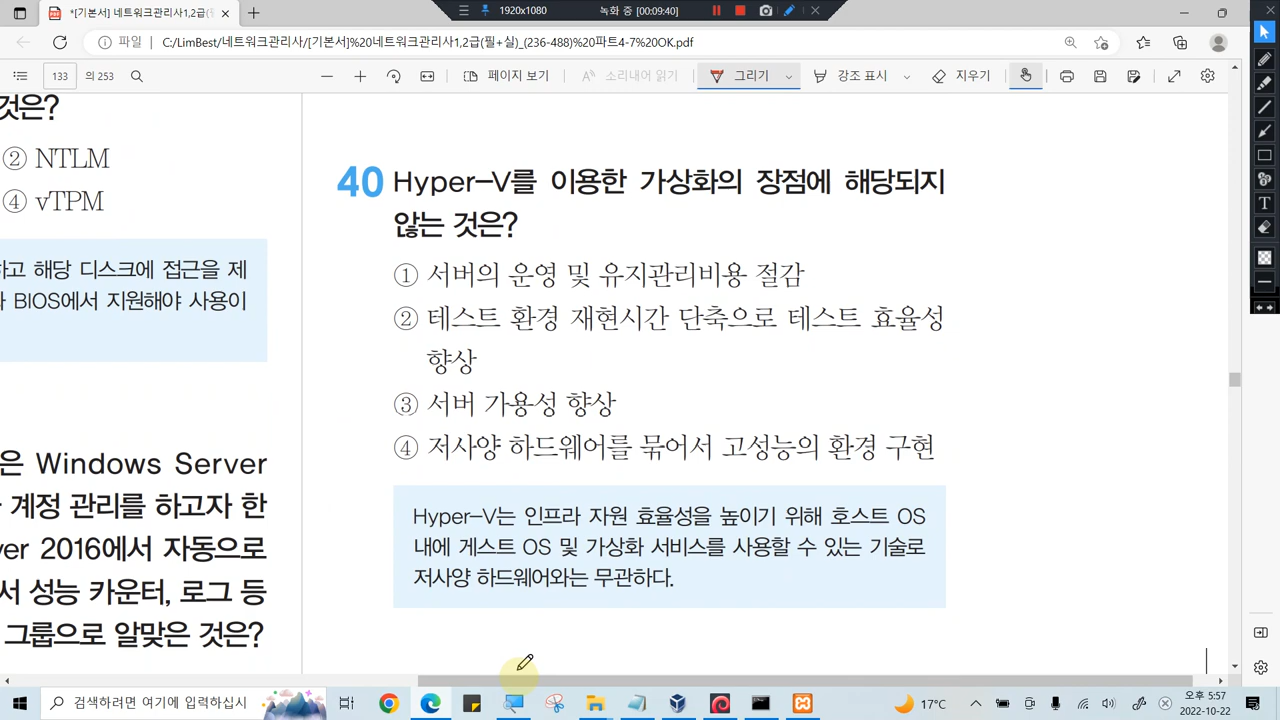 *[기본서] 네트워크관리사1,2급(필
1920x1080
녹화 중 [00:09:40]
파일
C:/LimBest/네트워크관리사/[기본서]%20네트워크관리사1,2급(필+실)_(236-488)%20파트4-7%20OK.pdf
133
의 253
페이지 보기
소리내어 읽기
그리기
강조 표시
지우기
것은?
② NTLM
④ vTPM
하고 해당 디스크에 접근을 제
BIOS에서 지원해야 사용이
은 Windows Server
계정 관리를 하고자 한
ver 2016에서 자동으로
서 성능 카운터, 로그 등
그룹으로 알맞은 것은?
40 Hyper-V를 이용한 가상화의 장점에 해당되지
않는 것은?
① 서버의 운영 및 유지관리비용 절감
② 테스트 환경 재현시간 단축으로 테스트 효율성
향상
③ 서버 가용성 향상
④ 저사양 하드웨어를 묶어서 고성능의 환경 구현
Hyper-V는 인프라 자원 효율성을 높이기 위해 호스트 OS
내에 게스트 OS 및 가상화 서비스를 사용할 수 있는 기술로
저사양 하드웨어와는 무관하다.
검색하려면 여기에 입력하십시
17°C
오후 5:57
2022-10-22